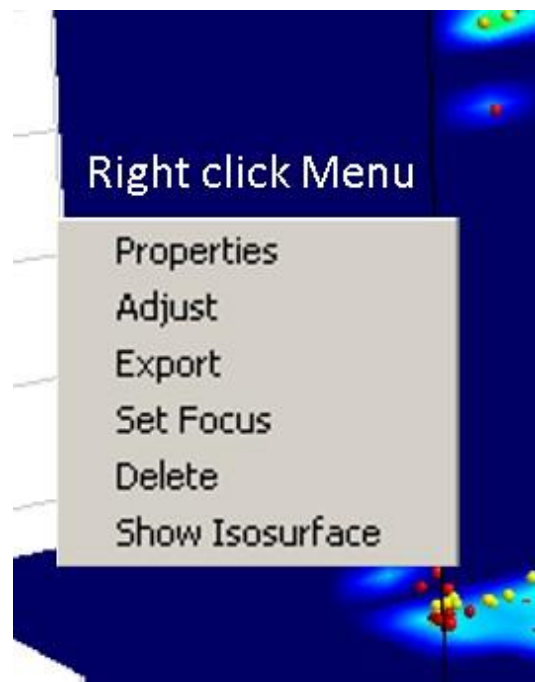 Right click Menu
Properties
Adjust
Export
Set Focus
Delete
Show Isosurface